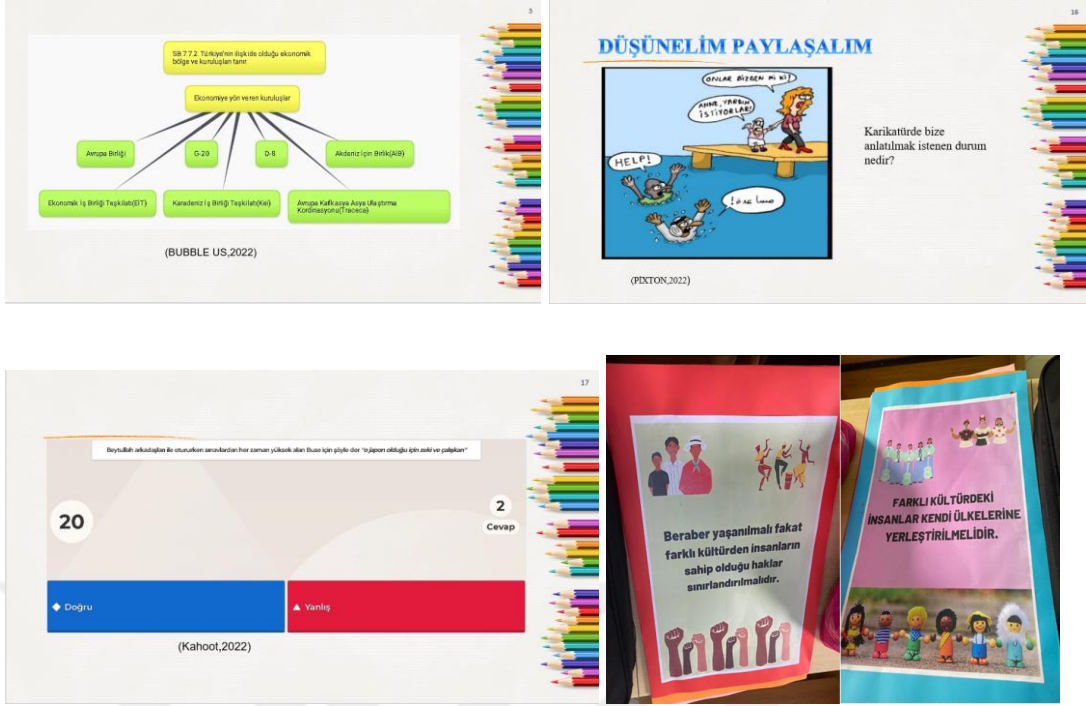 3
SB.7.7.2. Türkiye'nin ilişkide olduğu ekonomik
bölge ve kuruluşları tanır
Ekonomiye yön veren kuruluşlar
Avrupa Birliği
G-20
D-8
Akdeniz İçin Birlik(AİB)
Ekonomik İş Birliği Teşkilatı(EİT)
Karadeniz İş Birliği Teşkilatı(Kei)
Avrupa Kafkasya Asya Ulaştırma
Kordinasyonu(Traceca)
(BUBBLE US,2022)
16
DÜŞÜNELİM PAYLAŞALIM
ONLAR BİZDEN Mİ Kİ?
ANNE, YARDIM
İSTİYORLAR!
HELP!
Karikatürde bize
anlatılmak istenen durum
nedir?
(PİXTON,2022)
17
Beytullah arkadaşları ile otururken sınavlardan her zaman yüksek alan Buse için şöyle der "o japon olduğu için zeki ve çalışkan"
20
2
Cevap
Doğru
Yanlış
(Kahoot,2022)
Beraber yaşanılmalı fakat
farklı kültürden insanların
sahip olduğu haklar
sınırlandırılmalıdır.
FARKLI KÜLTÜRDEKİ
İNSANLAR KENDİ ÜLKELERİNE
YERLEŞTİRİLMELİDİR.